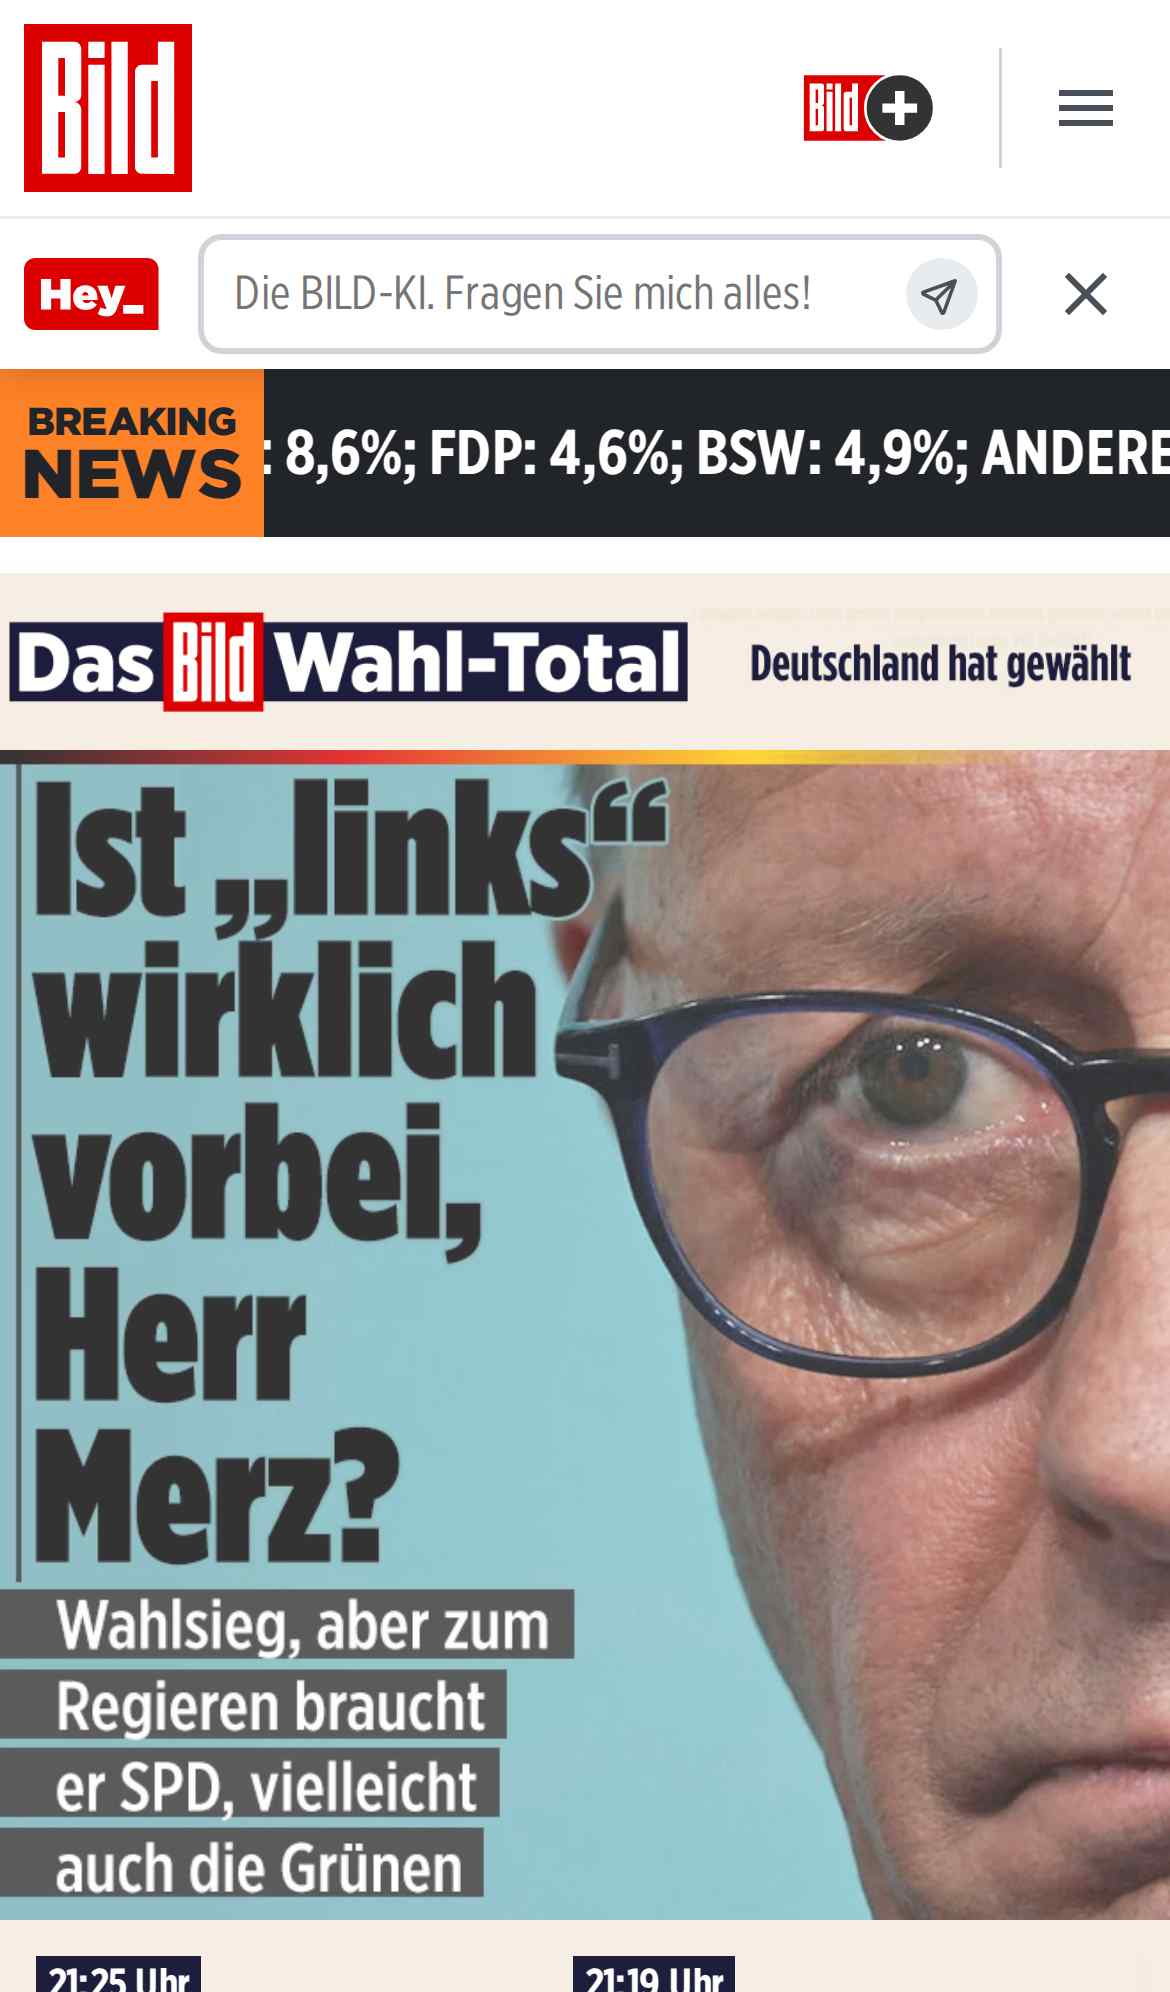 Bild
Bild
Hey_
Die BILD-KI. Fragen Sie mich alles!
BREAKING
NEWS
: 8,6%; FDP: 4,6%; BSW: 4,9%; ANDERE
Das Bild Wahl-Total
Deutschland hat gewählt
Ist „links“
wirklich
vorbei,
Herr
Merz?
Wahlsieg, aber zum
Regieren braucht
er SPD, vielleicht
auch die Grünen
21:25 Uhr
21:19 Uhr